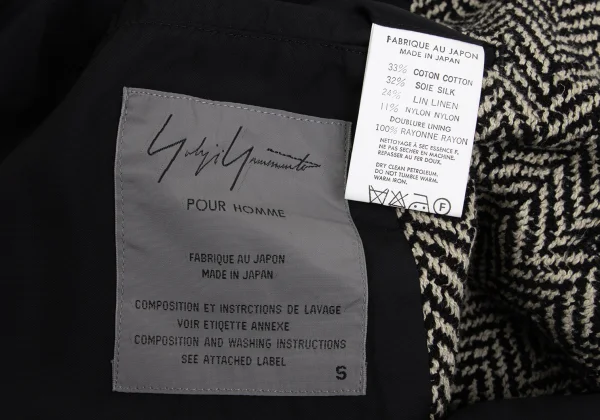 Yohji Yamamoto
POUR HOMME
FABRIQUE AU JAPON
MADE IN JAPAN
COMPOSITION ET INSTRCTIONS DE LAVAGE
VOIR ETIQETTE ANNEXE
COMPOSITION AND WASHING INSTRUCTIONS
SEE ATTACHED LABEL
S
FABRIQUE AU JAPON
MADE IN JAPAN
33% COTON COTTON
32% SOIE SILK
24% LIN LINEN
11% NYLON NYLON
DOUBLURE LINING
100% RAYONNE RAYON
NETTOYAGE À SEC ESSENCE F.
NE PAS SECHER EN MACHINE.
REPASSER AU FER DOUX.
DRY CLEAN PETROLEUM.
DO NOT TUMBLE WARM.
WARM IRON.
F